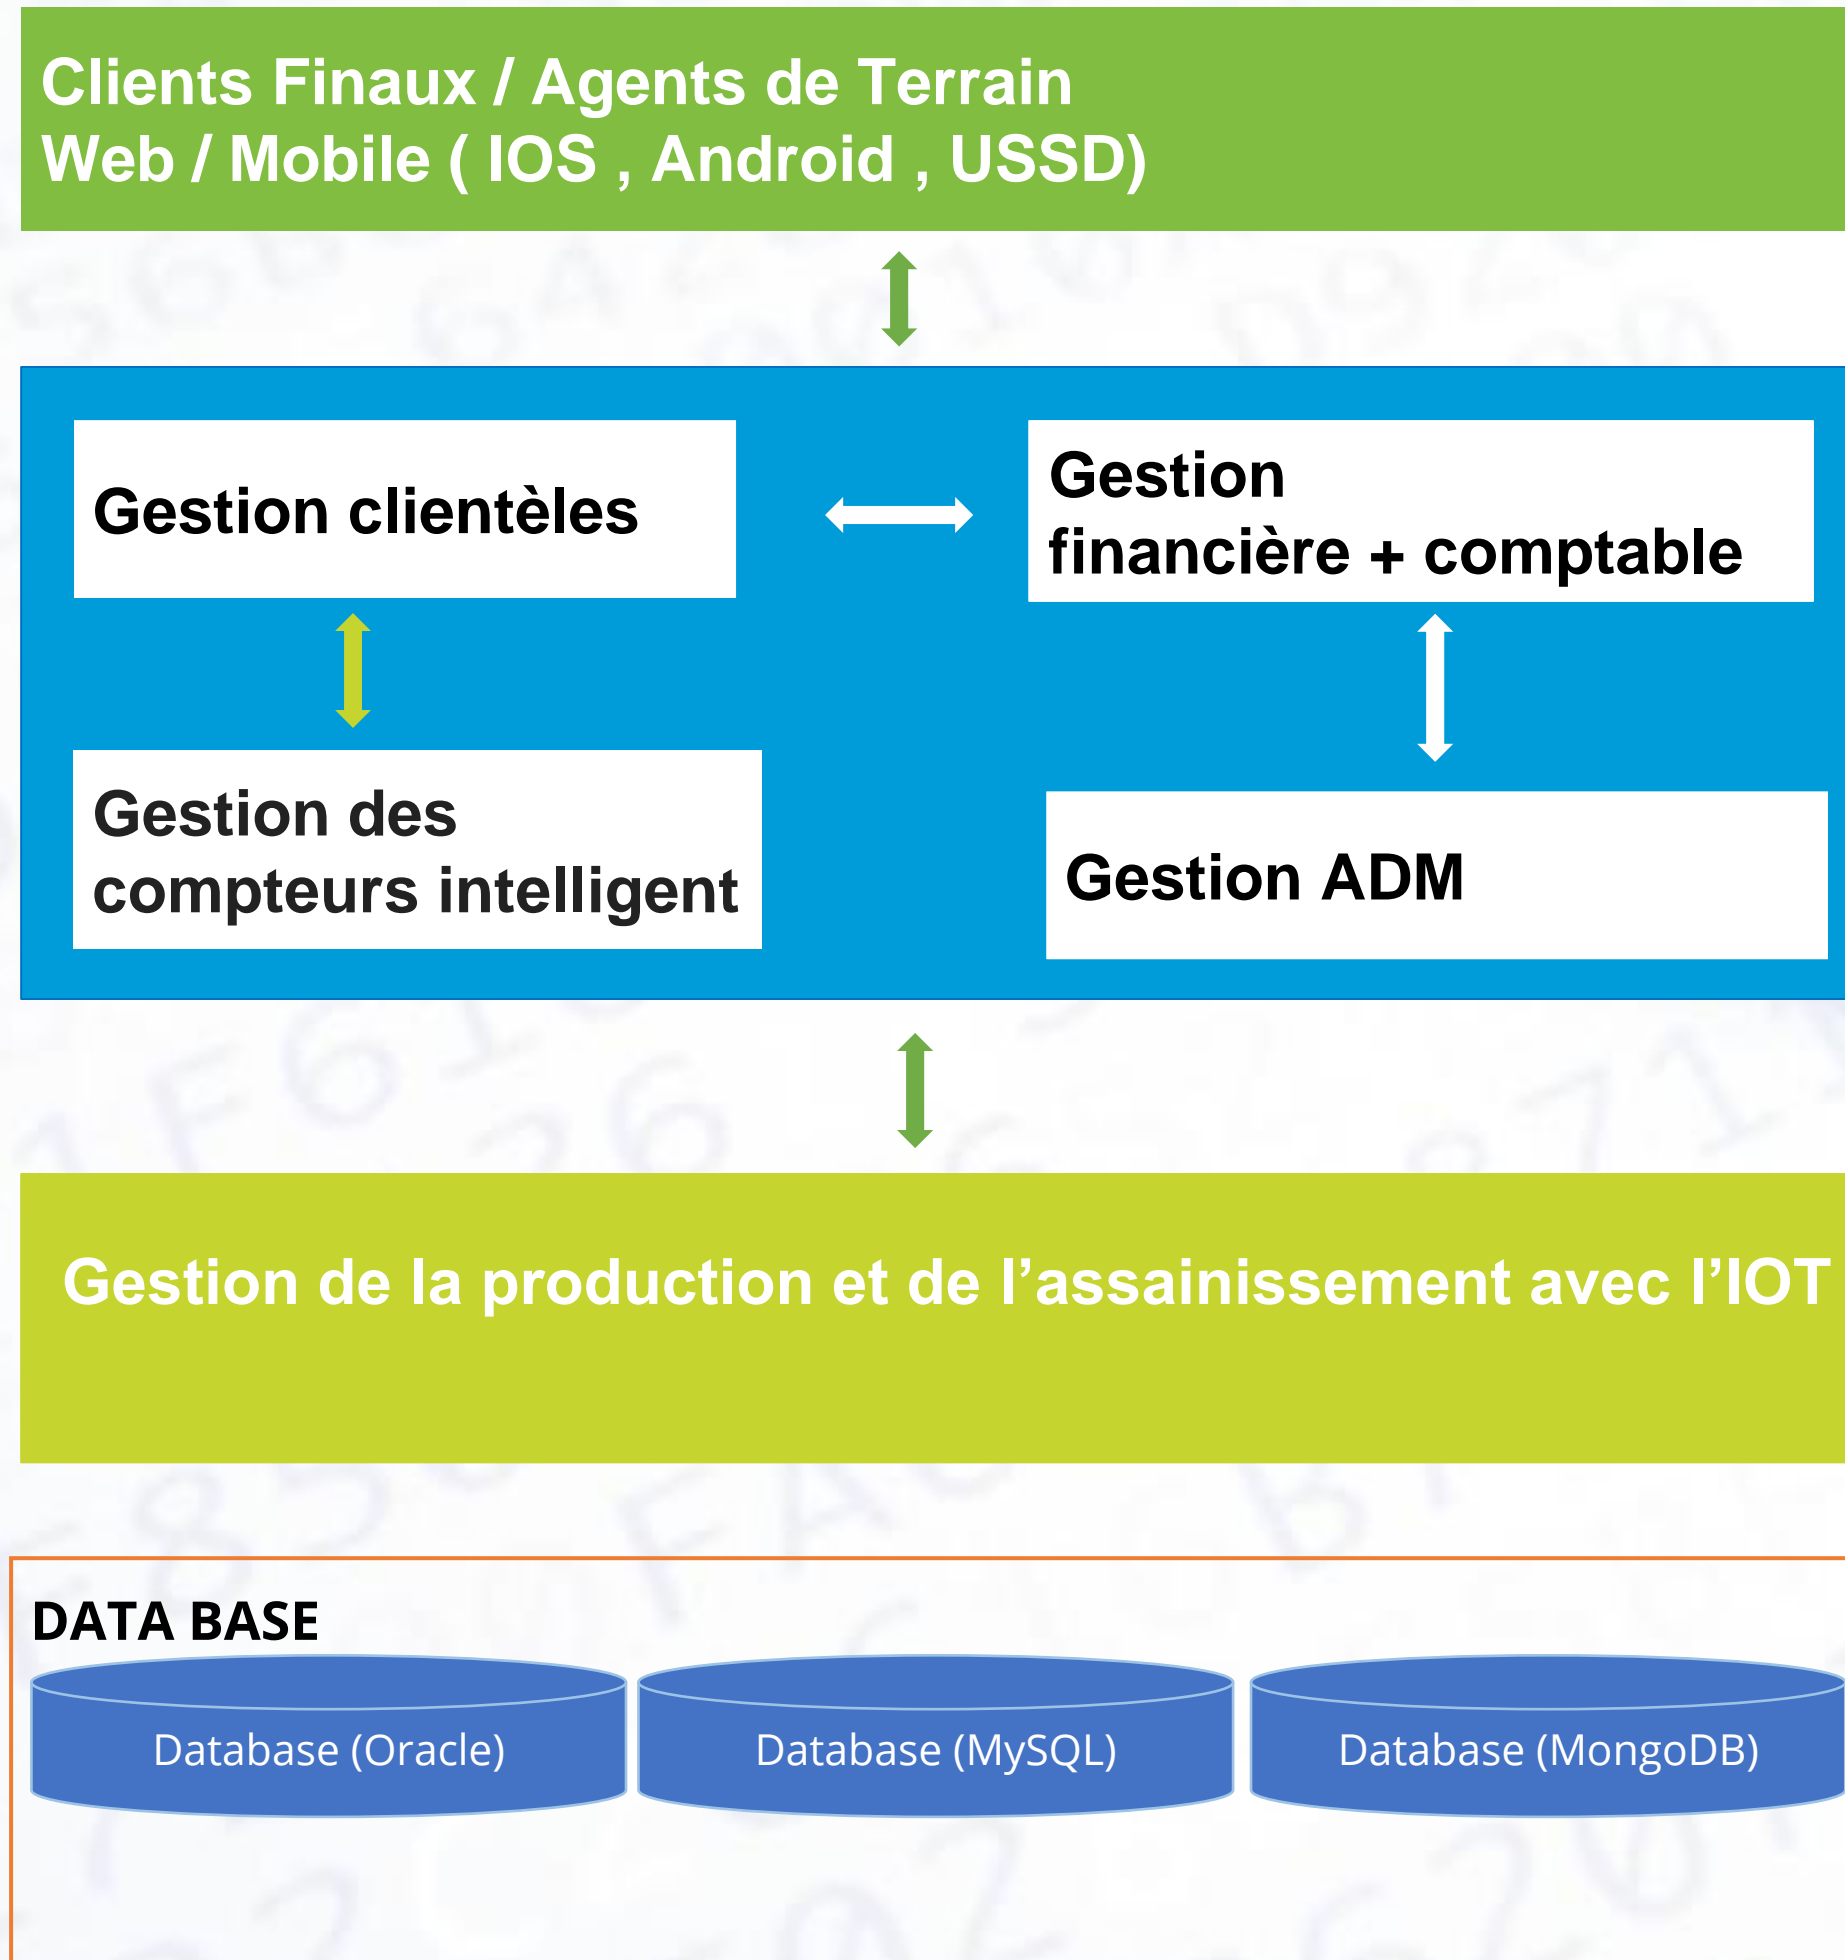 Clients Finaux / Agents de Terrain
Web / Mobile ( IOS , Android , USSD)
Gestion clientèles
Gestion
financière + comptable
Gestion des
compteurs intelligent
Gestion ADM
Gestion de la production et de l’assainissement avec l’IOT
DATA BASE
Database (Oracle)
Database (MySQL)
Database (MongoDB)